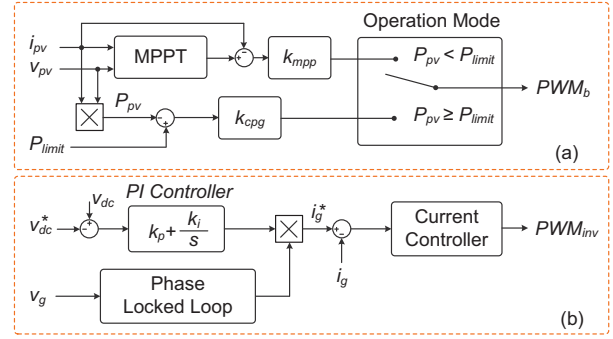 Operation Mode
i_pv
v_pv
MPPT
k_mpp
P_pv < P_limit
PWM_b
P_pv
P_pv ≥ P_limit
k_cpg
P_limit
(a)
v_dc
PI Controller
v_dc*
k_p + k_i/s
i_g*
Current
Controller
PWM_inv
i_g
v_g
Phase
Locked Loop
(b)